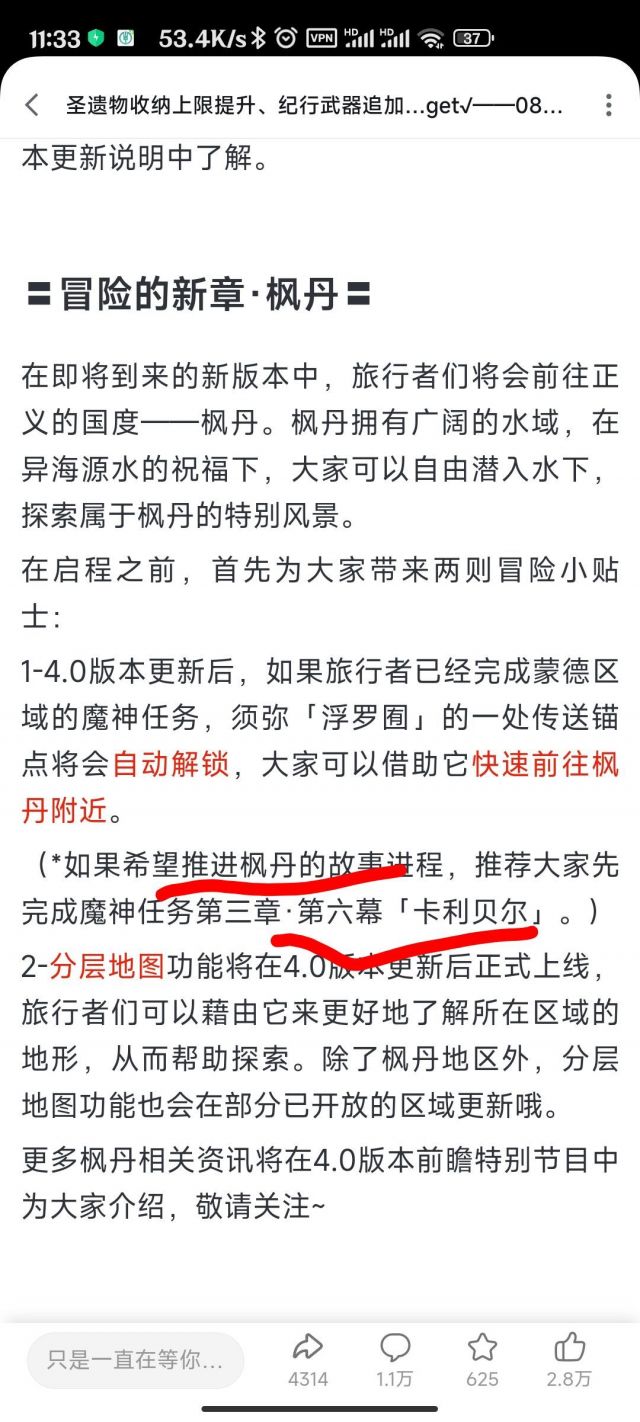 11:33 53.4K/s VPN HD HD 37
圣遗物收纳上限提升、纪行武器追加...get√——08...
本更新说明中了解。
〓冒险的新章·枫丹〓
在即将到来的新版本中，旅行者们将会前往正
义的国度——枫丹。枫丹拥有广阔的水域，在
异海源水的祝福下，大家可以自由潜入水下，
探索属于枫丹的特别风景。
在启程之前，首先为大家带来两则冒险小贴
士：
1-4.0版本更新后，如果旅行者已经完成蒙德区
域的魔神任务，须弥「浮罗囿」的一处传送锚
点将会自动解锁，大家可以借助它快速前往枫
丹附近。
（*如果希望推进枫丹的故事进程，推荐大家先
完成魔神任务第三章·第六幕「卡利贝尔」。）
2-分层地图功能将在4.0版本更新后正式上线，
旅行者们可以藉由它来更好地了解所在区域的
地形，从而帮助探索。除了枫丹地区外，分层
地图功能也会在部分已开放的区域更新哦。
更多枫丹相关资讯将在4.0版本前瞻特别节目中
为大家介绍，敬请关注~
只是一直在等你... 4314 1.1万 625 2.8万